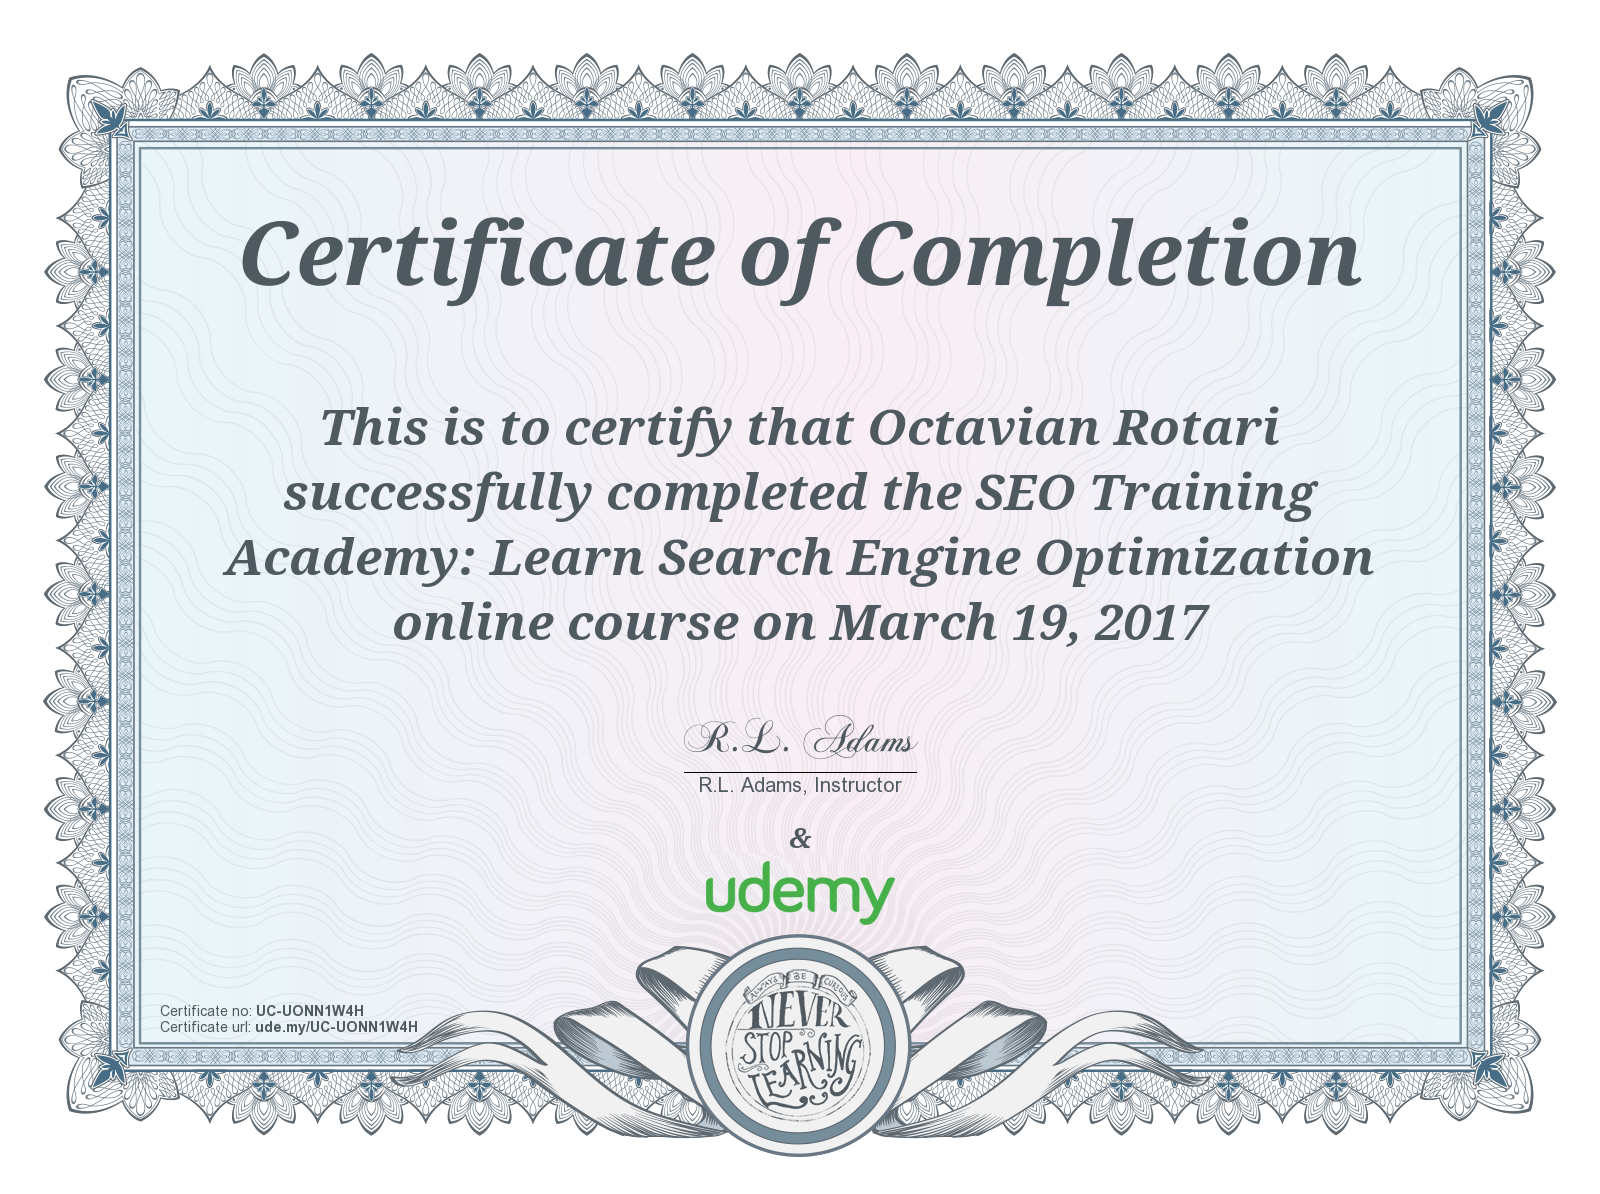 Certificate of Completion
This is to certify that Octavian Rotari
successfully completed the SEO Training
Academy: Learn Search Engine Optimization
online course on March 19, 2017
R.L. Adams
R.L. Adams, Instructor
&
udemy
Certificate no: UC-UONN1W4H
Certificate url: ude.my/UC-UONN1W4H
ALWAYS BE CURIOUS
NEVER
STOP
LEARNING